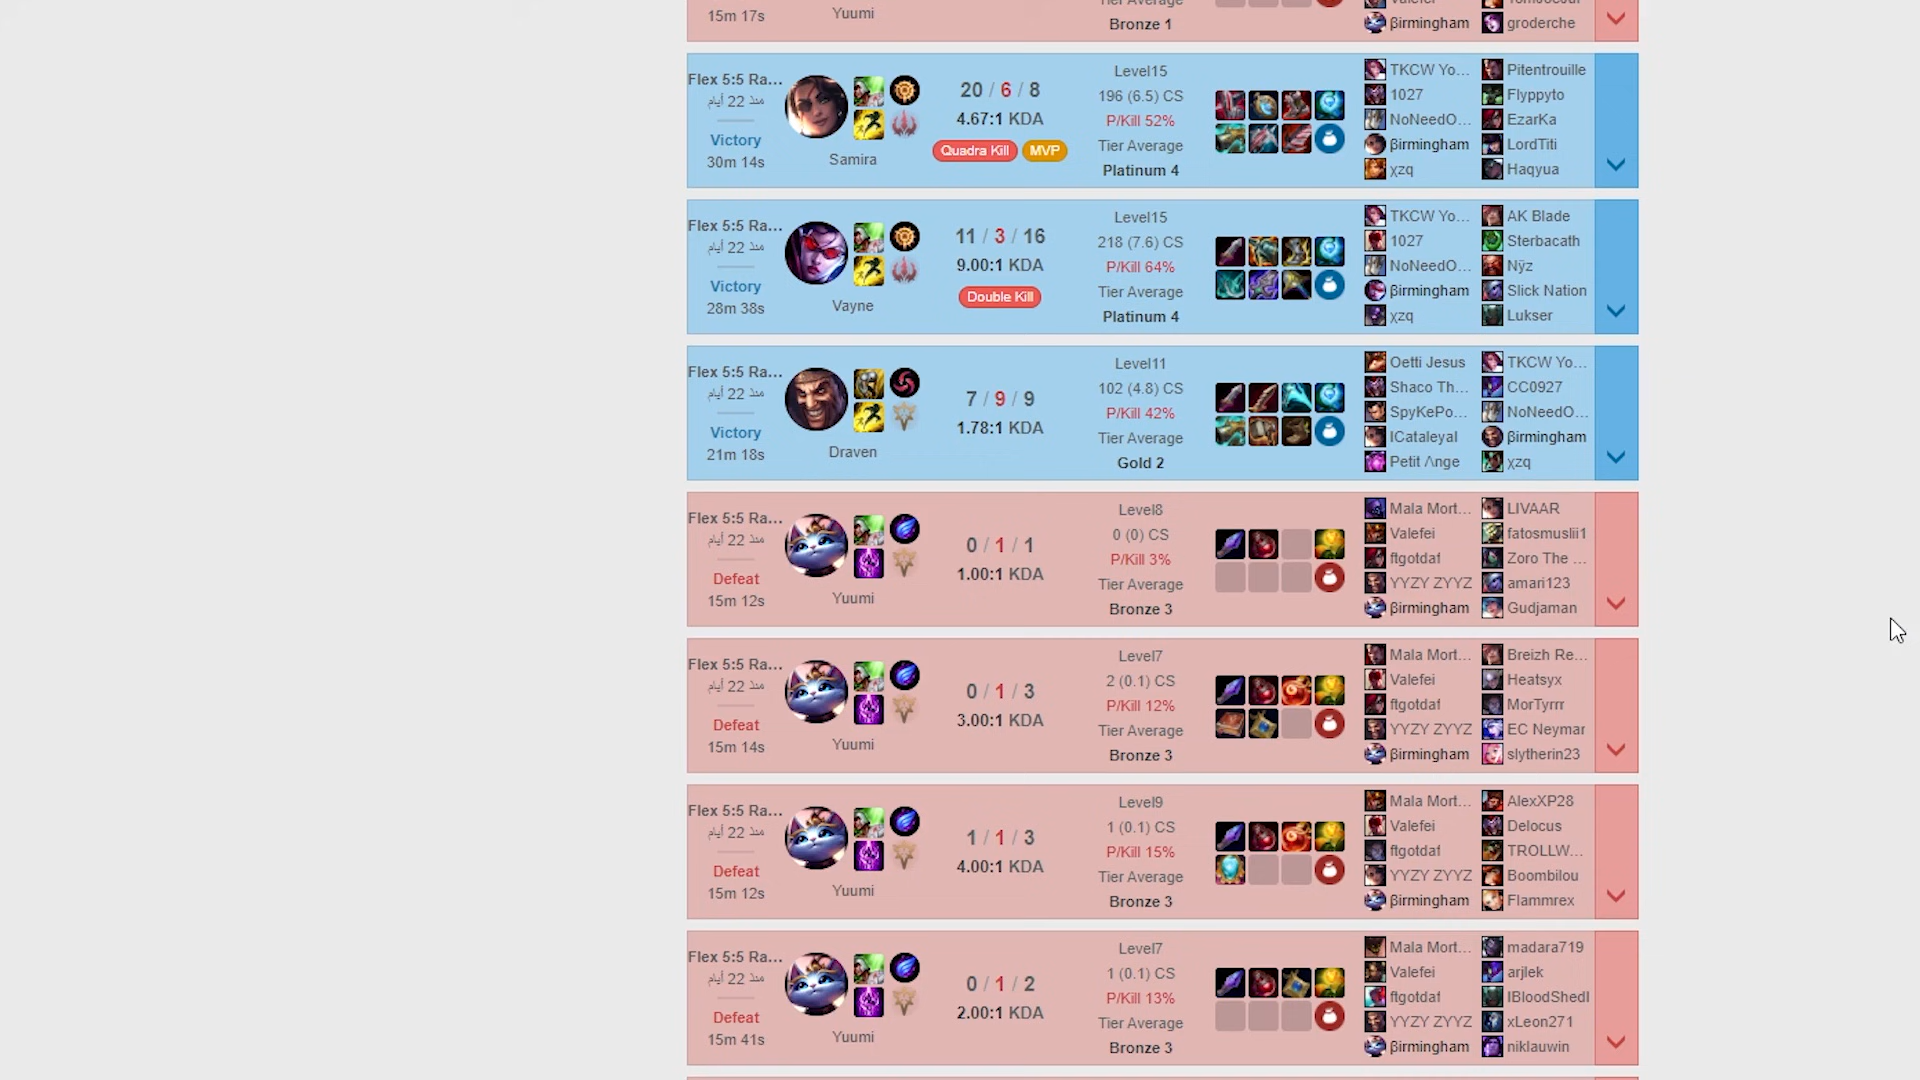 15m 17s
Yuumi
Bronze 1
βirmingham
groderche
Flex 5:5 Ra...
منذ 22 أيام
Victory
30m 14s
Samira
20 / 6 / 8
4.67:1 KDA
Quadra Kill MVP
Level15
196 (6.5) CS
P/Kill 52%
Tier Average
Platinum 4
TKCW Yo... Pitentrouille
1027 Flyppyto
NoNeedO... EzarKa
βirmingham LordTiti
χzq Haqyua
Flex 5:5 Ra...
منذ 22 أيام
Victory
28m 38s
Vayne
11 / 3 / 16
9.00:1 KDA
Double Kill
Level15
218 (7.6) CS
P/Kill 64%
Tier Average
Platinum 4
TKCW Yo... AK Blade
1027 Sterbacath
NoNeedO... Nÿz
βirmingham Slick Nation
χzq Lukser
Flex 5:5 Ra...
منذ 22 أيام
Victory
21m 18s
Draven
7 / 9 / 9
1.78:1 KDA
Level11
102 (4.8) CS
P/Kill 42%
Tier Average
Gold 2
Oetti Jesus TKCW Yo...
Shaco Th... CC0927
SpyKePo... NoNeedO...
ICataleyaI βirmingham
Petit Λnge χzq
Flex 5:5 Ra...
منذ 22 أيام
Defeat
15m 12s
Yuumi
0 / 1 / 1
1.00:1 KDA
Level8
0 (0) CS
P/Kill 3%
Tier Average
Bronze 3
Mala Mort... LIVAAR
Valefei fatosmuslii1
ftgotdaf Zoro The ...
YYZY ZYYZ amari123
βirmingham Gudjaman
Flex 5:5 Ra...
منذ 22 أيام
Defeat
15m 14s
Yuumi
0 / 1 / 3
3.00:1 KDA
Level7
2 (0.1) CS
P/Kill 12%
Tier Average
Bronze 3
Mala Mort... Breizh Re...
Valefei Heatsyx
ftgotdaf MorTyrrr
YYZY ZYYZ EC Neymar
βirmingham slytherin23
Flex 5:5 Ra...
منذ 22 أيام
Defeat
15m 12s
Yuumi
1 / 1 / 3
4.00:1 KDA
Level9
1 (0.1) CS
P/Kill 15%
Tier Average
Bronze 3
Mala Mort... AlexXP28
Valefei Delocus
ftgotdaf TROLLW...
YYZY ZYYZ Boombilou
βirmingham Flammrex
Flex 5:5 Ra...
منذ 22 أيام
Defeat
15m 41s
Yuumi
0 / 1 / 2
2.00:1 KDA
Level7
1 (0.1) CS
P/Kill 13%
Tier Average
Bronze 3
Mala Mort... madara719
Valefei arjlek
ftgotdaf IBloodShedI
YYZY ZYYZ xLeon271
βirmingham niklauwin